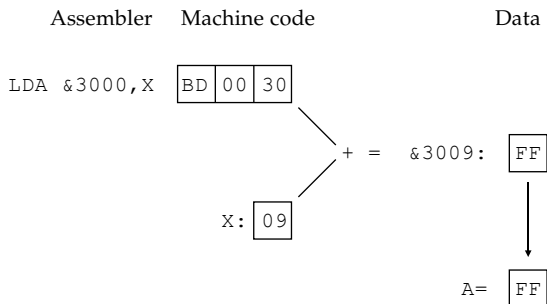 Assembler Machine code Data
LDA &3000,X BD 00 30
+ = &3009: FF
X: 09
A= FF